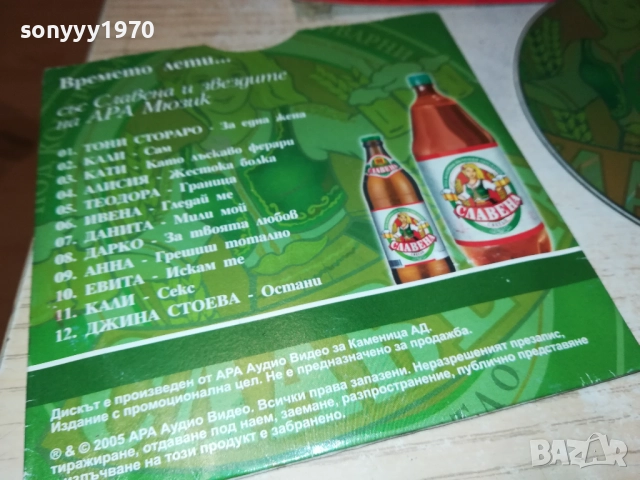 sonyyy1970
Времето лети...
със Славена и звездите
на АРА Мюзик
01. ТОНИ СТОРАРО - За една жена
02. КАЛИ - Сам
03. КАТИ - Като лъскаво ферари
04. АЛИСИЯ - Жестока болка
05. ТЕОДОРА - Граница
06. ИВЕНА - Гледай ме
07. ДАНИТА - Мили мой
08. ДАРКО - За твоята любов
09. АННА - Грешиш тотално
10. ЕВИТА - Искам те
11. КАЛИ - Секс
12. ДЖИНА СТОЕВА - Остани
СЛАВЕНА
СЛАВЕНА
Дискът е произведен от АРА Аудио Видео за Каменица АД.
Издание с промоционална цел. Не е предназначено за продажба.
® & © 2005 АРА Аудио Видео. Всички права запазени. Неразрешеният презапис,
тиражиране, отдаване под наем, заемане, разпространение, публично представяне
излъчване на този продукт е забранено.
BAZAR